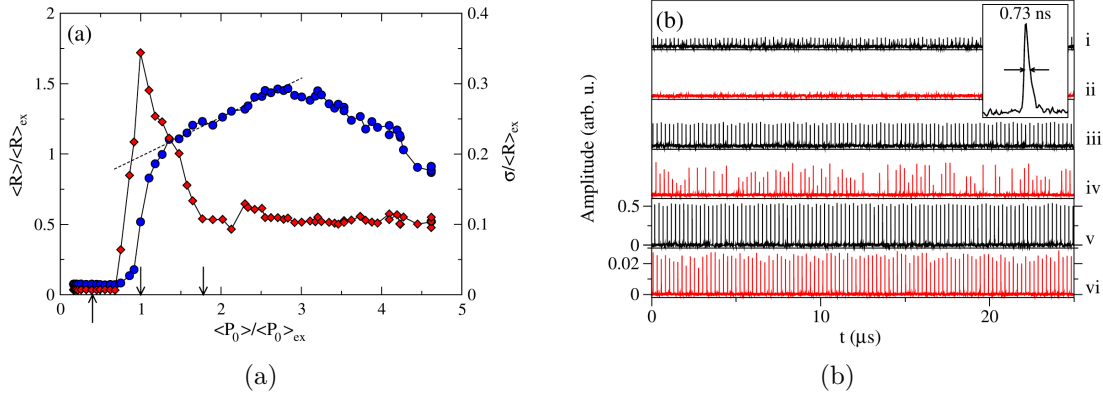 (a)
<R>/<R>ex
2
1.5
1
0.5
0
0.4
0.3
0.2
0.1
0
σ/<R>ex
0 1 2 3 4 5
<P0>/<P0>ex
(a)
(b)
0.73 ns
Amplitude (arb. u.)
i
ii
iii
iv
0.5
0
v
0.02
0
vi
0 10 20
t (μs)
(b)